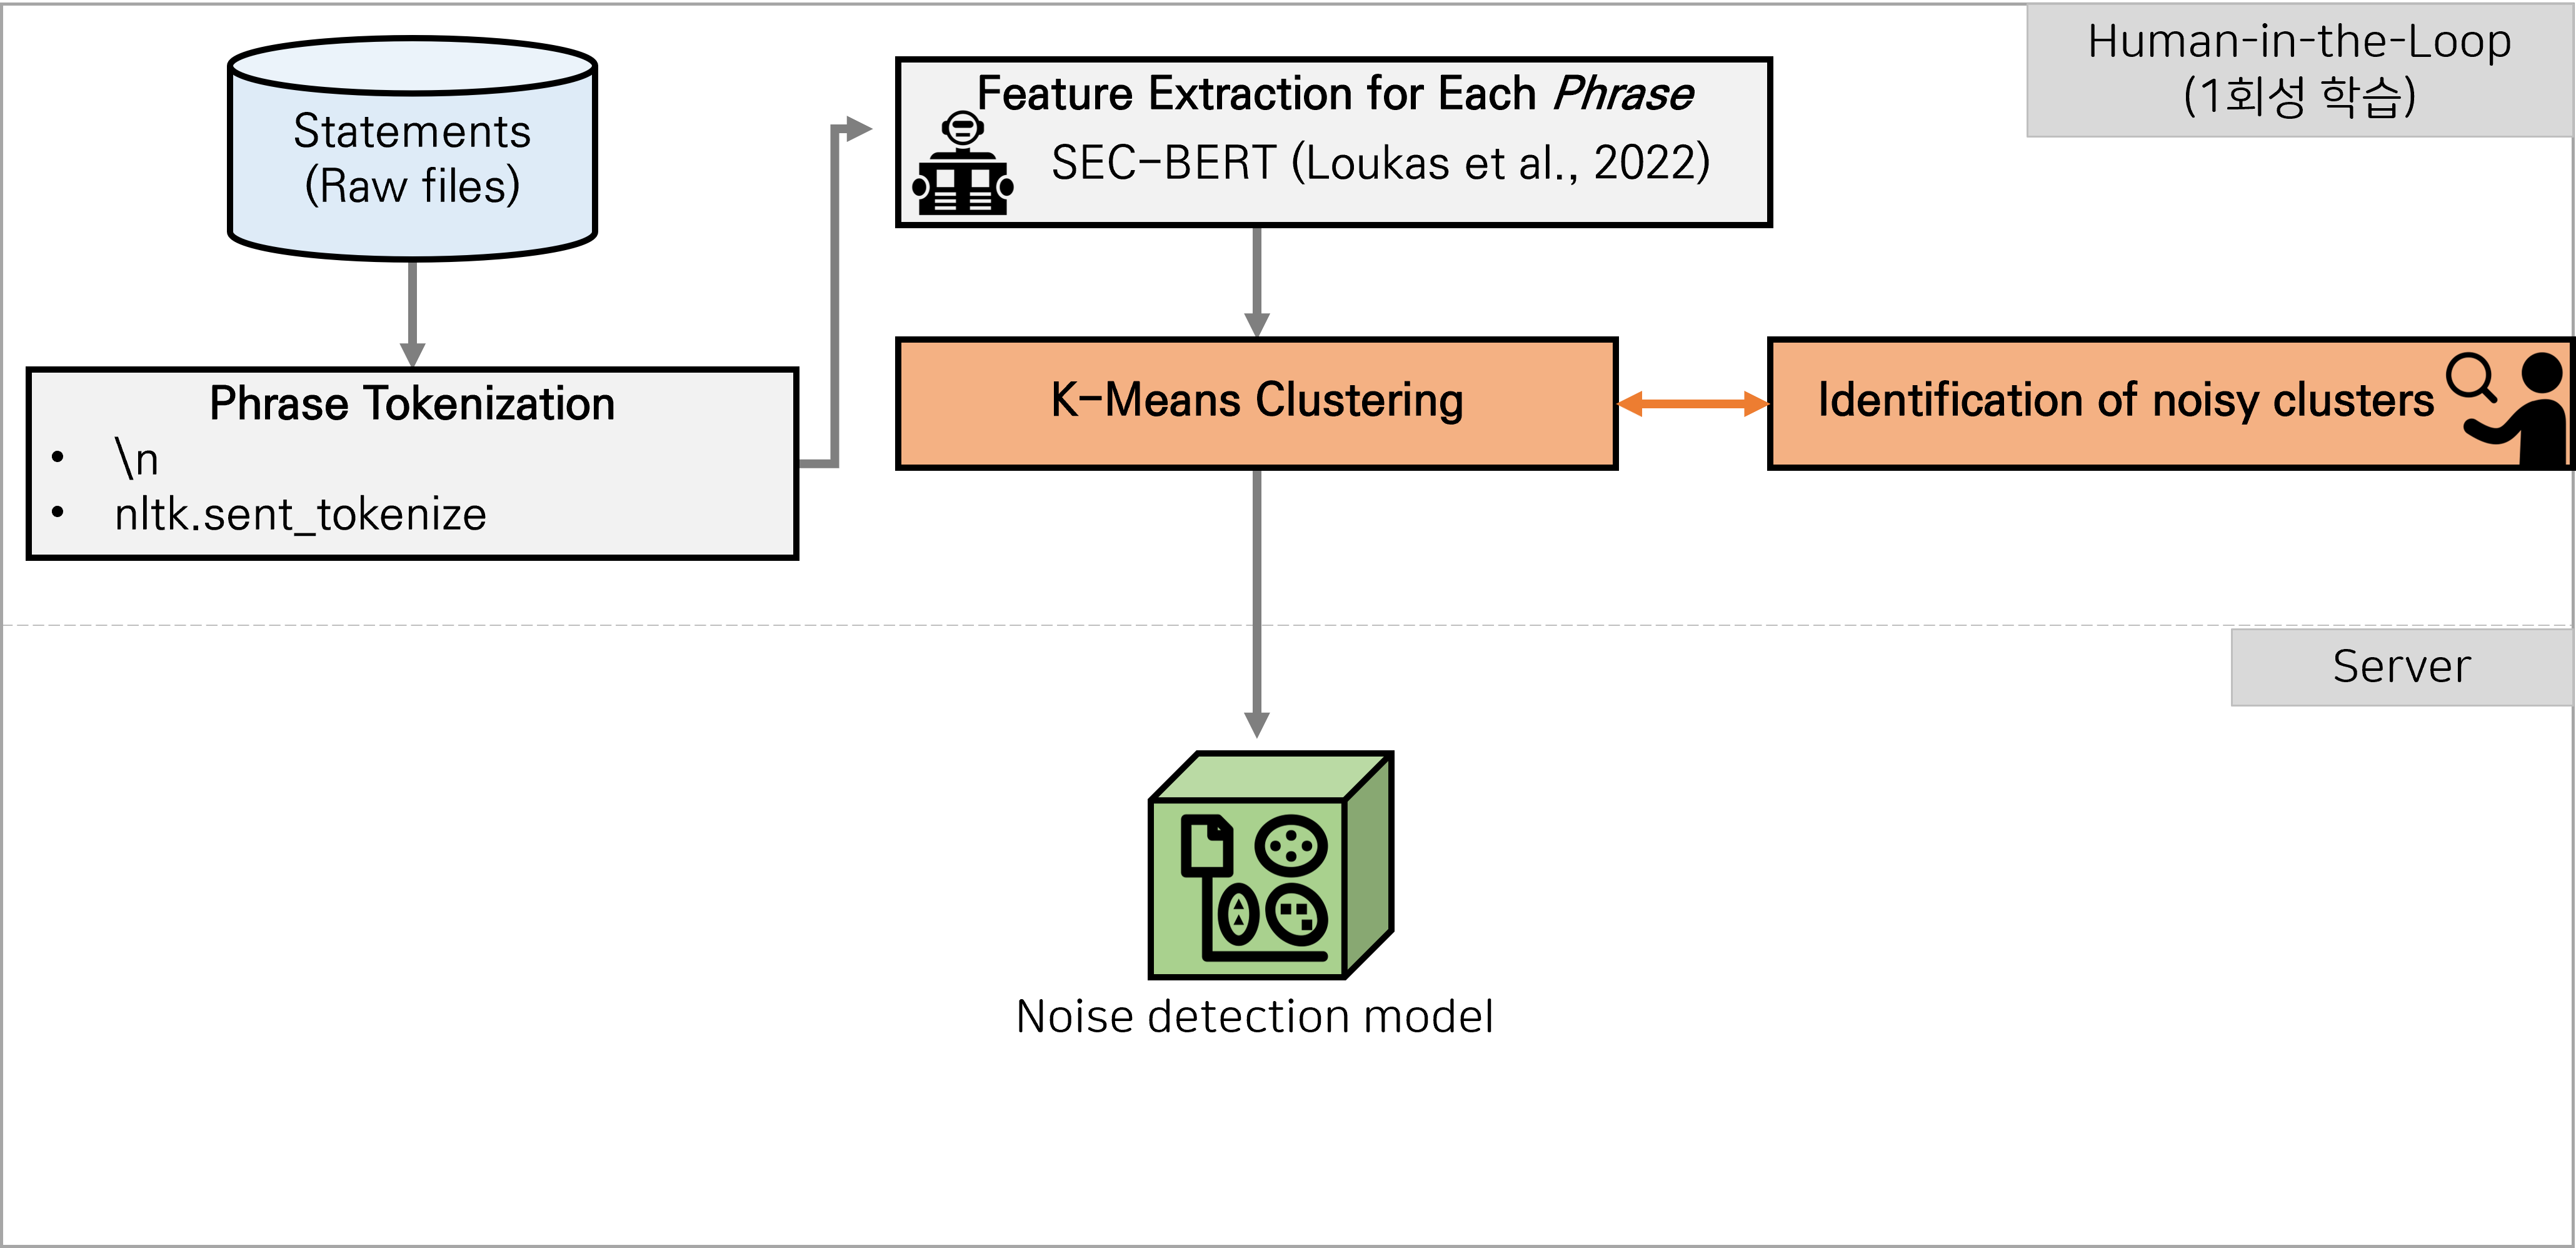 Human-in-the-Loop
(1회성 학습)
Statements
(Raw files)
Phrase Tokenization
• \n
• nltk.sent_tokenize
Feature Extraction for Each Phrase
SEC-BERT (Loukas et al., 2022)
K-Means Clustering
Identification of noisy clusters
Server
Noise detection model